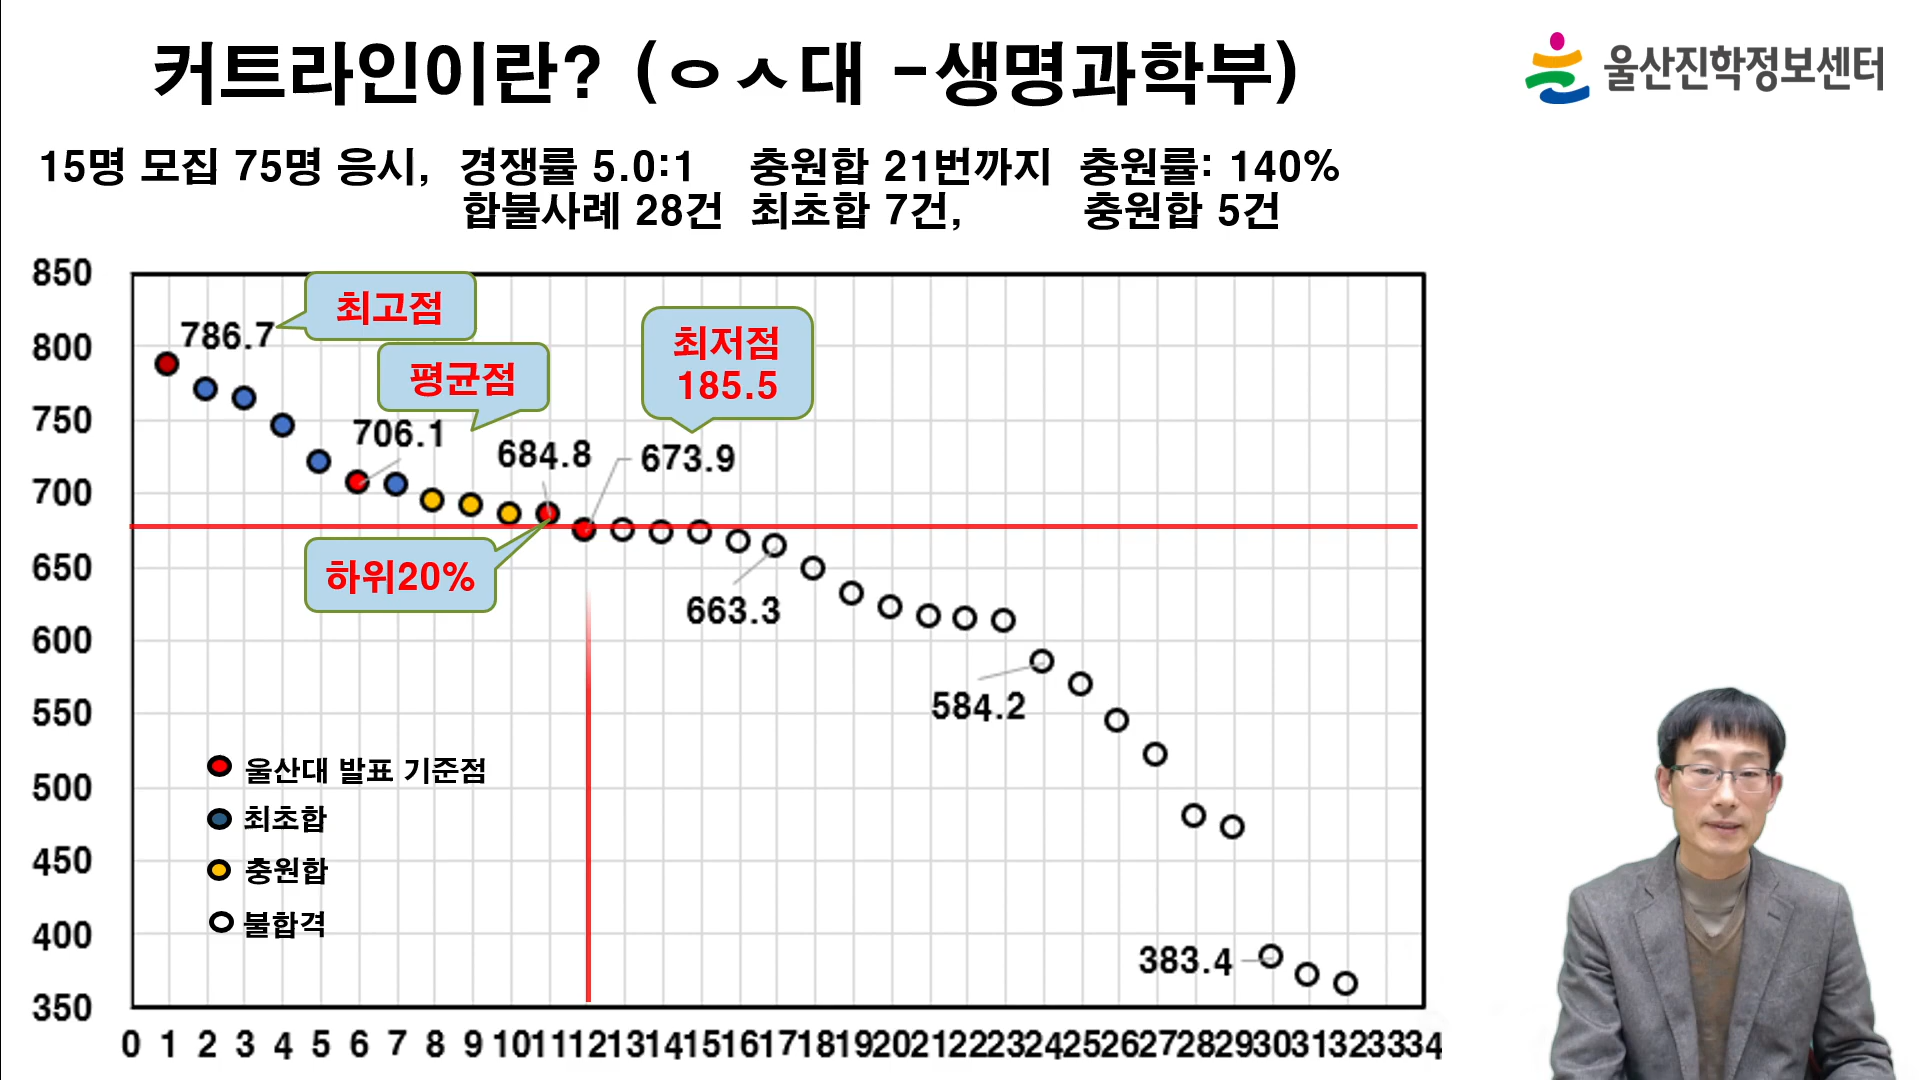 커트라인이란? (ㅇㅅ대 -생명과학부)
울산진학정보센터
15명 모집 75명 응시, 경쟁률 5.0:1 충원합 21번까지 충원률: 140%
합불사례 28건 최초합 7건, 충원합 5건
850
800
750
700
650
600
550
500
450
400
350
786.7
최고점
평균점
706.1
684.8
최저점
185.5
673.9
하위20%
663.3
584.2
383.4
울산대 발표 기준점
최초합
충원합
불합격
0 1 2 3 4 5 6 7 8 9 10 11 12 13 14 15 16 17 18 19 20 21 22 23 24 25 26 27 28 29 30 31 32 33 34